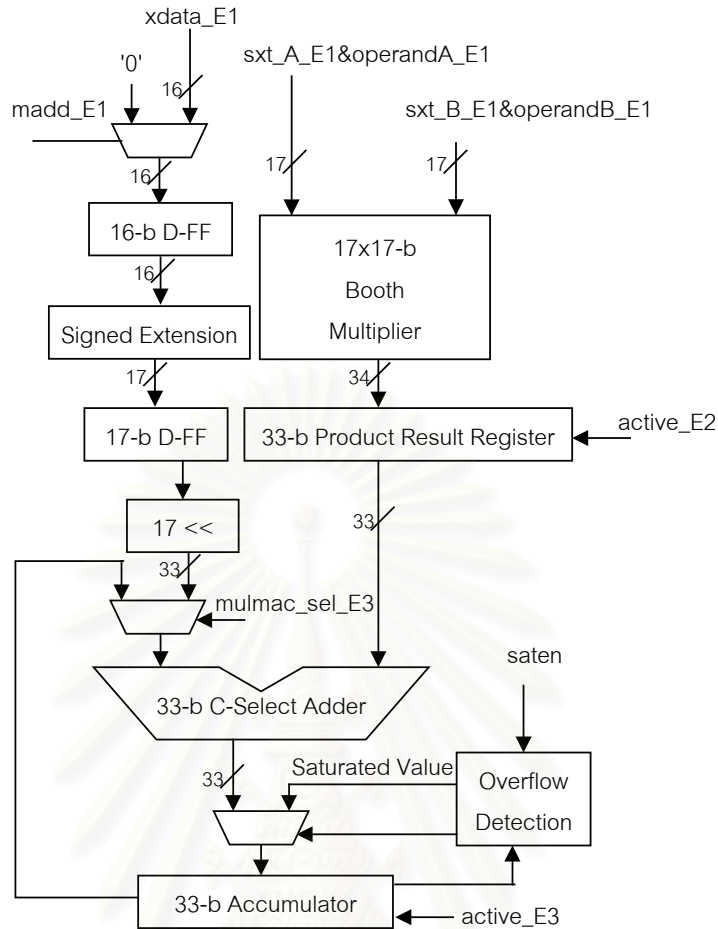 xdata_E1
'0'
16
madd_E1
16
16-b D-FF
16
Signed Extension
17
17-b D-FF
17 <<
33
mulmac_sel_E3
sxt_A_E1&operandA_E1
sxt_B_E1&operandB_E1
17
17
17x17-b
Booth
Multiplier
34
33-b Product Result Register
active_E2
33
33-b C-Select Adder
33
saten
Saturated Value
Overflow
Detection
33-b Accumulator
active_E3